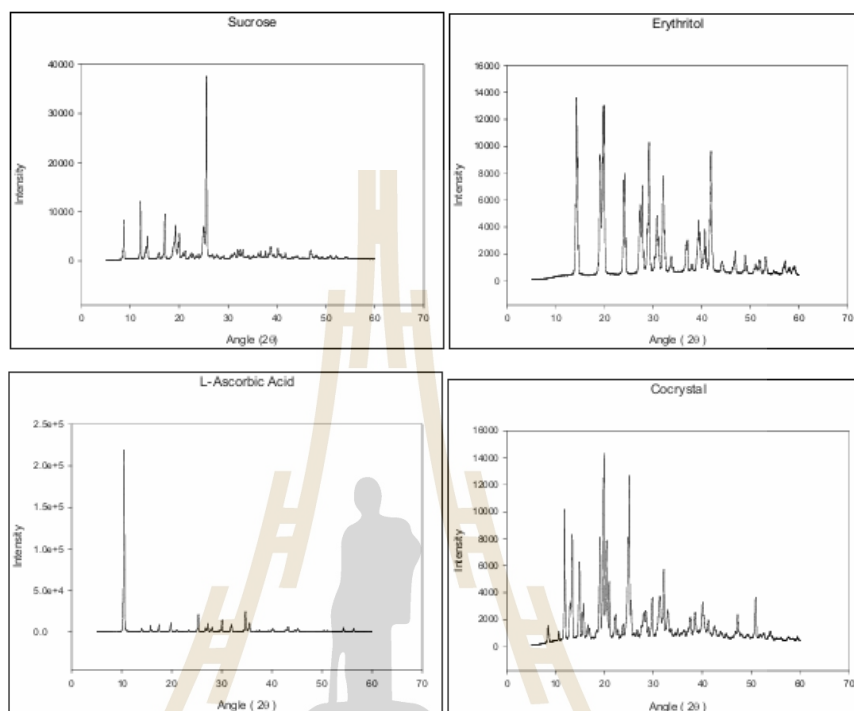 Sucrose
40000
30000
20000
10000
0
Intensity
0 10 20 30 40 50 60 70
Angle (2θ)
Erythritol
16000
14000
12000
10000
8000
6000
4000
2000
0
Intensity
0 10 20 30 40 50 60 70
Angle ( 2θ )
L-Ascorbic Acid
2.5e+5
2.0e+5
1.5e+5
1.0e+5
5.0e+4
0.0
Intensity
0 10 20 30 40 50 60 70
Angle ( 2θ )
Cocrystal
16000
14000
12000
10000
8000
6000
4000
2000
0
Intensity
0 10 20 30 40 50 60 70
Angle ( 2θ )